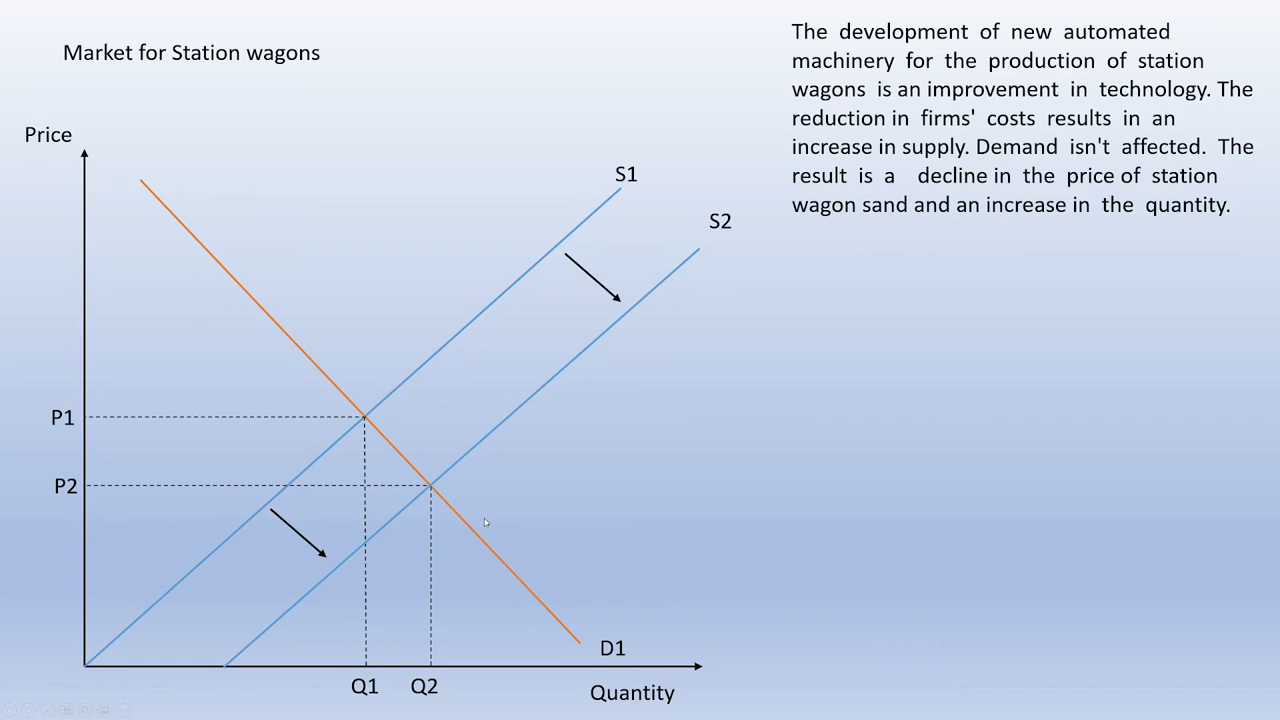 Market for Station wagons
The development of new automated
machinery for the production of station
wagons is an improvement in technology. The
reduction in firms' costs results in an
increase in supply. Demand isn't affected. The
result is a decline in the price of station
wagon sand and an increase in the quantity.
Price
S1
S2
P1
P2
D1
Q1
Q2
Quantity